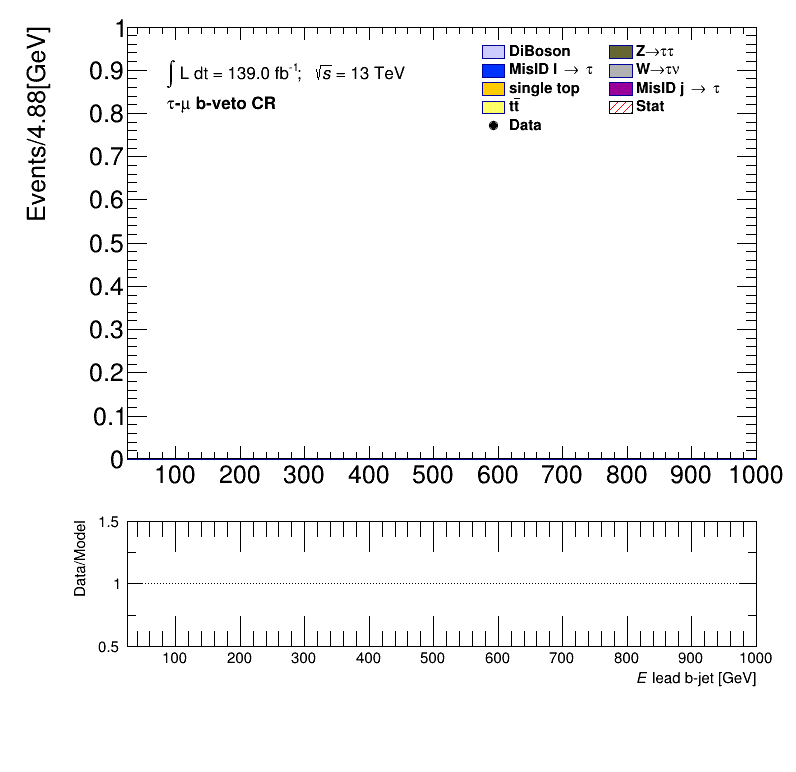 Events/4.88[GeV]
1
0.9
0.8
0.7
0.6
0.5
0.4
0.3
0.2
0.1
0
∫ L dt = 139.0 fb⁻¹; √s = 13 TeV
τ-μ b-veto CR
DiBoson
MisID l → τ
single top
tt̄
Data
Z→ττ
W→τν
MisID j → τ
Stat
100 200 300 400 500 600 700 800 900 1000
Data/Model
1.5
1
0.5
100 200 300 400 500 600 700 800 900 1000
E lead b-jet [GeV]